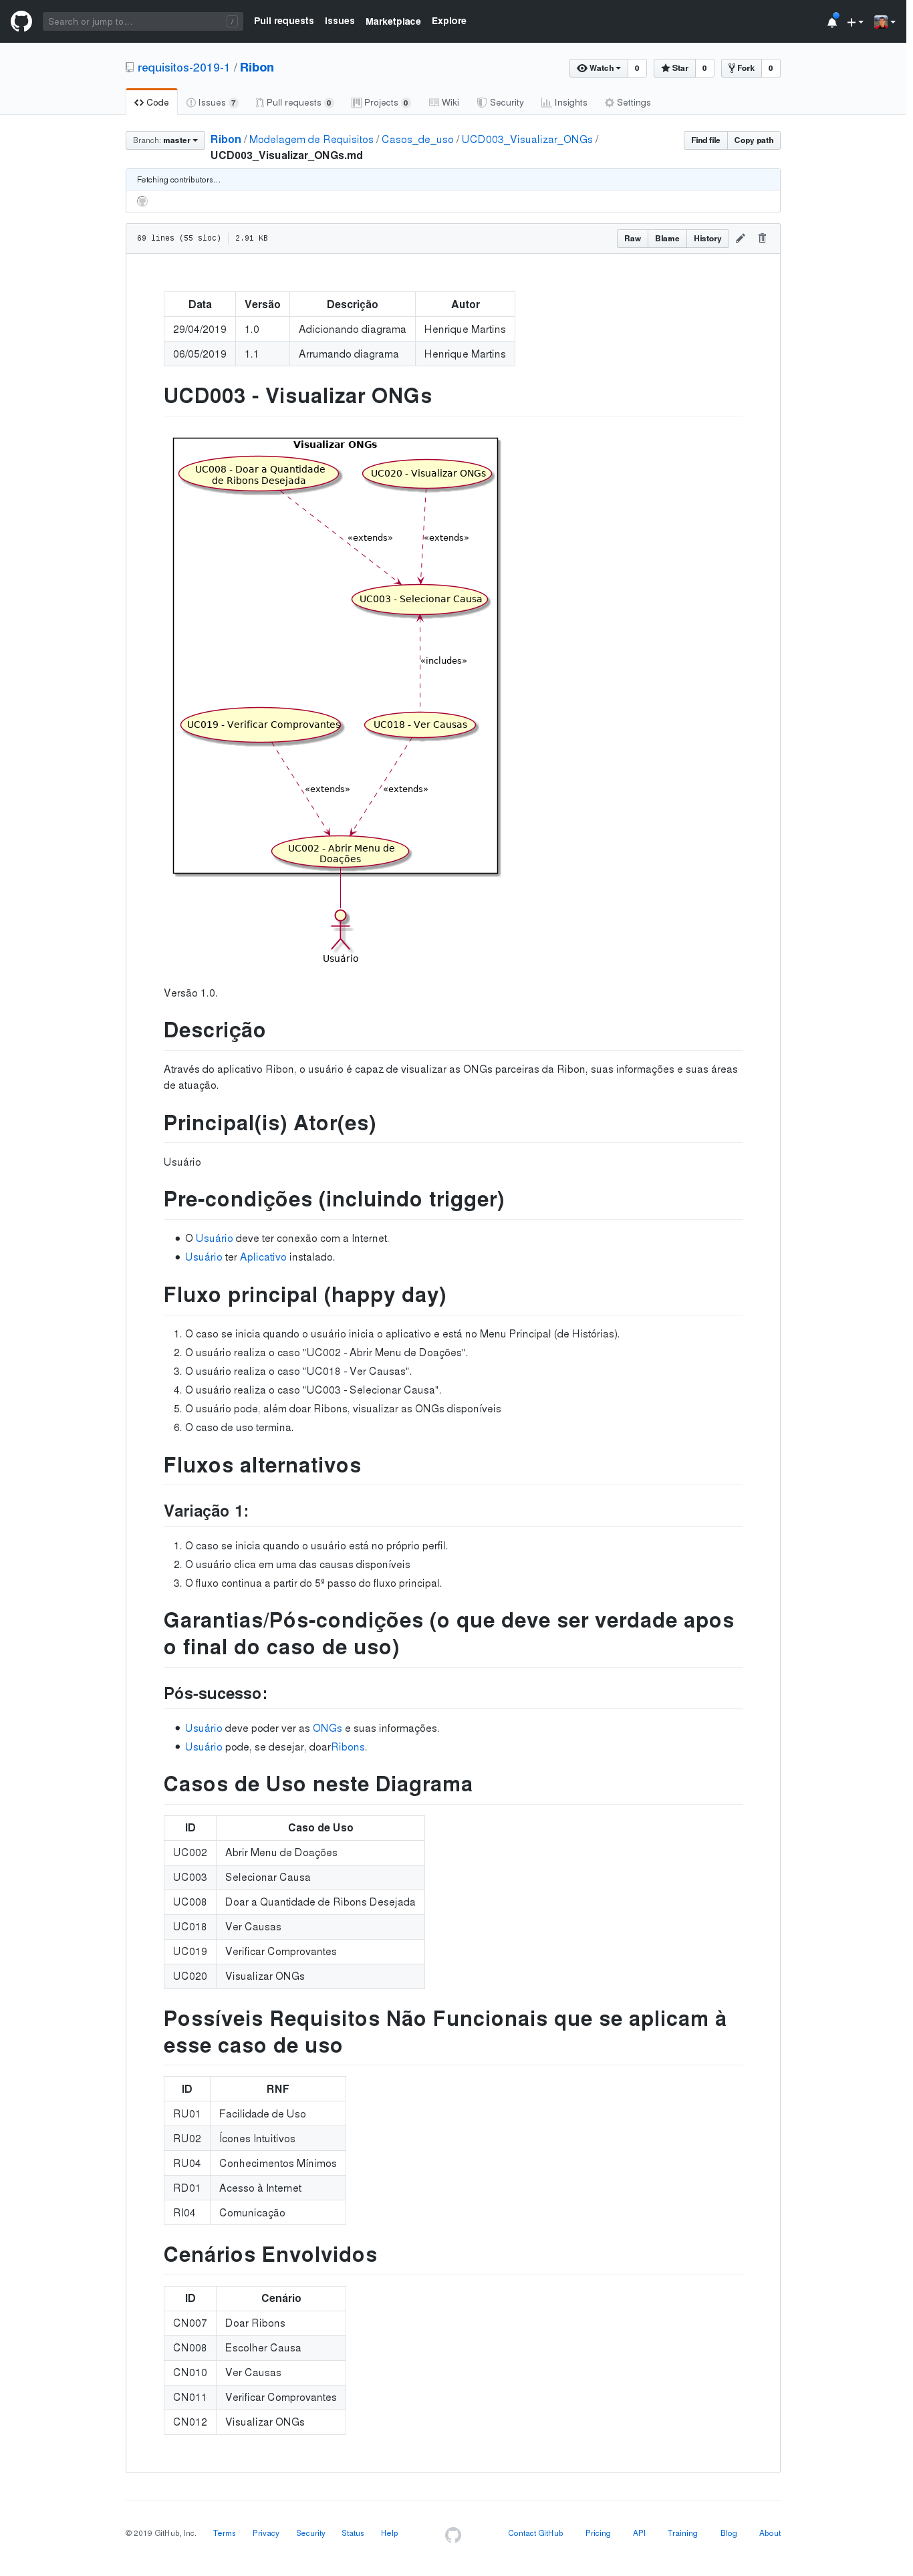 Search or jump to… /
Pull requests Issues Marketplace Explore
requisitos-2019-1 / Ribon
Watch 0 Star 0 Fork 0
Code Issues 7 Pull requests 0 Projects 0 Wiki Security Insights Settings
Branch: master Ribon / Modelagem de Requisitos / Casos_de_uso / UCD003_Visualizar_ONGs /
UCD003_Visualizar_ONGs.md
Find file Copy path
Fetching contributors…
69 lines (55 sloc) 2.91 KB
Raw Blame History
Data Versão Descrição Autor
29/04/2019 1.0 Adicionando diagrama Henrique Martins
06/05/2019 1.1 Arrumando diagrama Henrique Martins
UCD003 - Visualizar ONGs
Visualizar ONGs
UC008 - Doar a Quantidade
de Ribons Desejada
UC020 - Visualizar ONGs
«extends» «extends»
UC003 - Selecionar Causa
«includes»
UC019 - Verificar Comprovantes UC018 - Ver Causas
«extends» «extends»
UC002 - Abrir Menu de
Doações
Usuário
Versão 1.0.
Descrição
Através do aplicativo Ribon, o usuário é capaz de visualizar as ONGs parceiras da Ribon, suas informações e suas áreas
de atuação.
Principal(is) Ator(es)
Usuário
Pre-condições (incluindo trigger)
O Usuário deve ter conexão com a Internet.
Usuário ter Aplicativo instalado.
Fluxo principal (happy day)
1. O caso se inicia quando o usuário inicia o aplicativo e está no Menu Principal (de Histórias).
2. O usuário realiza o caso "UC002 - Abrir Menu de Doações".
3. O usuário realiza o caso "UC018 - Ver Causas".
4. O usuário realiza o caso "UC003 - Selecionar Causa".
5. O usuário pode, além doar Ribons, visualizar as ONGs disponíveis
6. O caso de uso termina.
Fluxos alternativos
Variação 1:
1. O caso se inicia quando o usuário está no próprio perfil.
2. O usuário clica em uma das causas disponíveis
3. O fluxo continua a partir do 5º passo do fluxo principal.
Garantias/Pós-condições (o que deve ser verdade apos
o final do caso de uso)
Pós-sucesso:
Usuário deve poder ver as ONGs e suas informações.
Usuário pode, se desejar, doarRibons.
Casos de Uso neste Diagrama
ID Caso de Uso
UC002 Abrir Menu de Doações
UC003 Selecionar Causa
UC008 Doar a Quantidade de Ribons Desejada
UC018 Ver Causas
UC019 Verificar Comprovantes
UC020 Visualizar ONGs
Possíveis Requisitos Não Funcionais que se aplicam à
esse caso de uso
ID RNF
RU01 Facilidade de Uso
RU02 Ícones Intuitivos
RU04 Conhecimentos Mínimos
RD01 Acesso à Internet
RI04 Comunicação
Cenários Envolvidos
ID Cenário
CN007 Doar Ribons
CN008 Escolher Causa
CN010 Ver Causas
CN011 Verificar Comprovantes
CN012 Visualizar ONGs
© 2019 GitHub, Inc. Terms Privacy Security Status Help Contact GitHub Pricing API Training Blog About